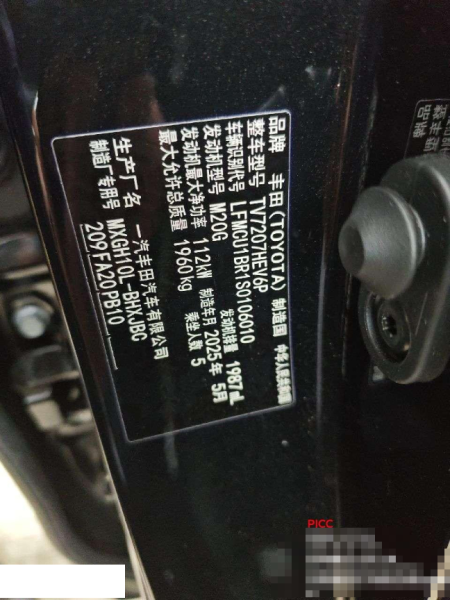 品牌 丰田(TOYOTA) 制造国 中华人民共和国
整车型号 TV7207HEV6P
车辆识别代号 LFMGU1BR1S0106010
发动机型号 M20G 发动机排量 1987mL
发动机最大净功率 112kW 制造年月 2025年 5月
最大允许总质量 1960kg 乘坐人数 5
生产厂名 一汽丰田汽车有限公司
MXGH10L-BHXJBC
制造厂专用号 209FA20PB10
制品
PICC